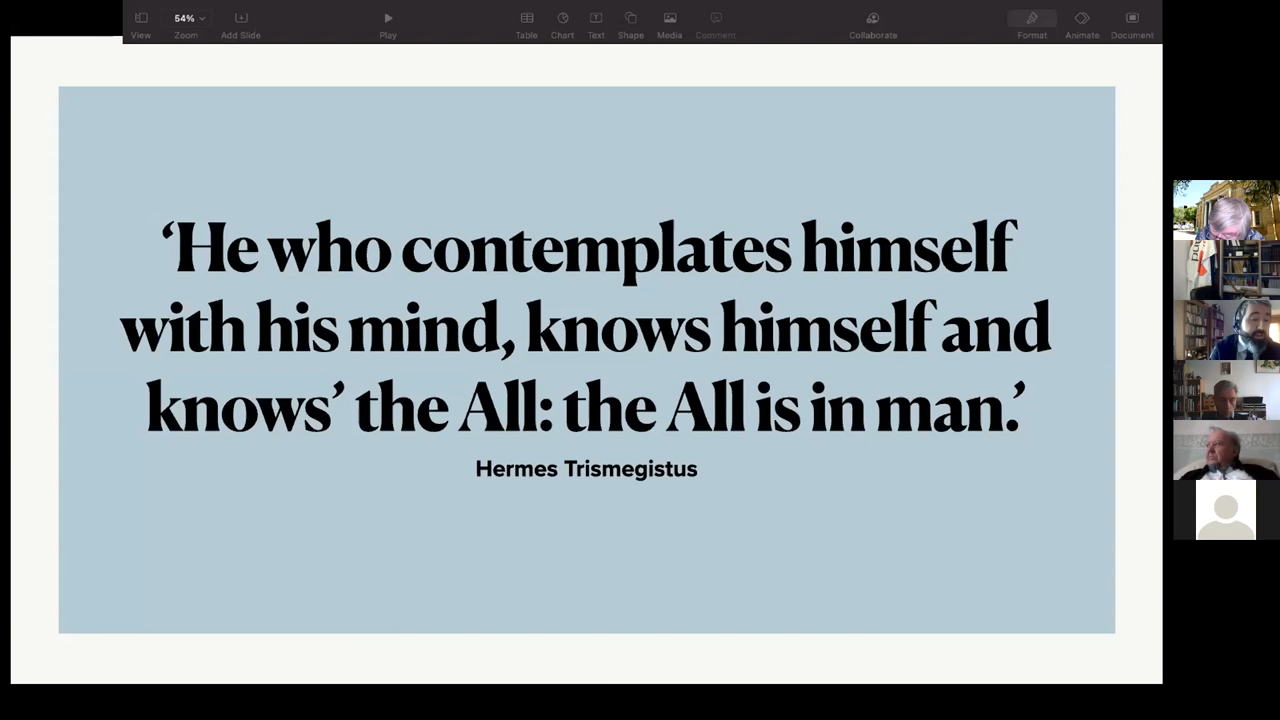 54%
View
Zoom
Add Slide
Play
Table
Chart
Text
Shape
Media
Comment
Collaborate
Format
Animate
Document
‘He who contemplates himself
with his mind, knows himself and
knows’ the All: the All is in man.’
Hermes Trismegistus